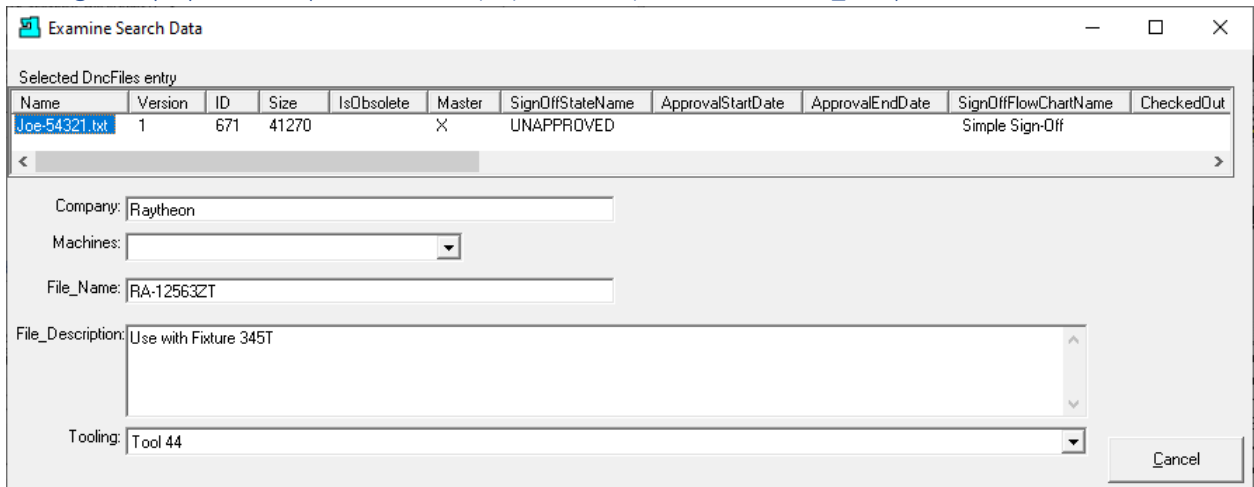 Examine Search Data
Selected DncFiles entry
Name Version ID Size IsObsolete Master SignOffStateName ApprovalStartDate ApprovalEndDate SignOffFlowChartName CheckedOut
Joe-54321.txt 1 671 41270 X UNAPPROVED Simple Sign-Off
Company: Raytheon
Machines:
File_Name: RA-12563ZT
File_Description: Use with Fixture 345T
Tooling: Tool 44
Cancel